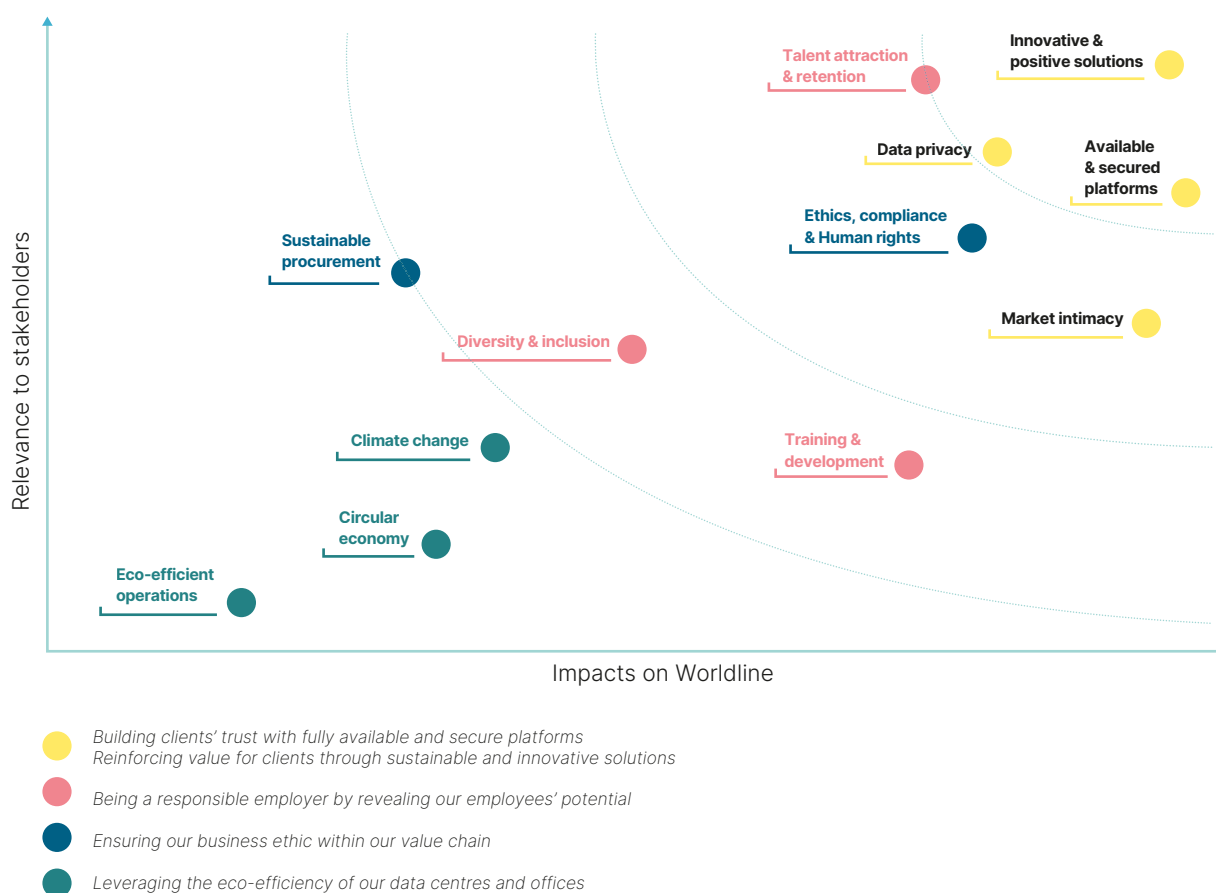 Talent attraction
& retention
Innovative &
positive solutions
Data privacy
Available
& secured
platforms
Ethics, compliance
& Human rights
Sustainable
procurement
Market intimacy
Diversity & inclusion
Climate change
Training &
development
Circular
economy
Eco-efficient
operations
Relevance to stakeholders
Impacts on Worldline
Building clients’ trust with fully available and secure platforms
Reinforcing value for clients through sustainable and innovative solutions
Being a responsible employer by revealing our employees’ potential
Ensuring our business ethic within our value chain
Leveraging the eco-efficiency of our data centres and offices